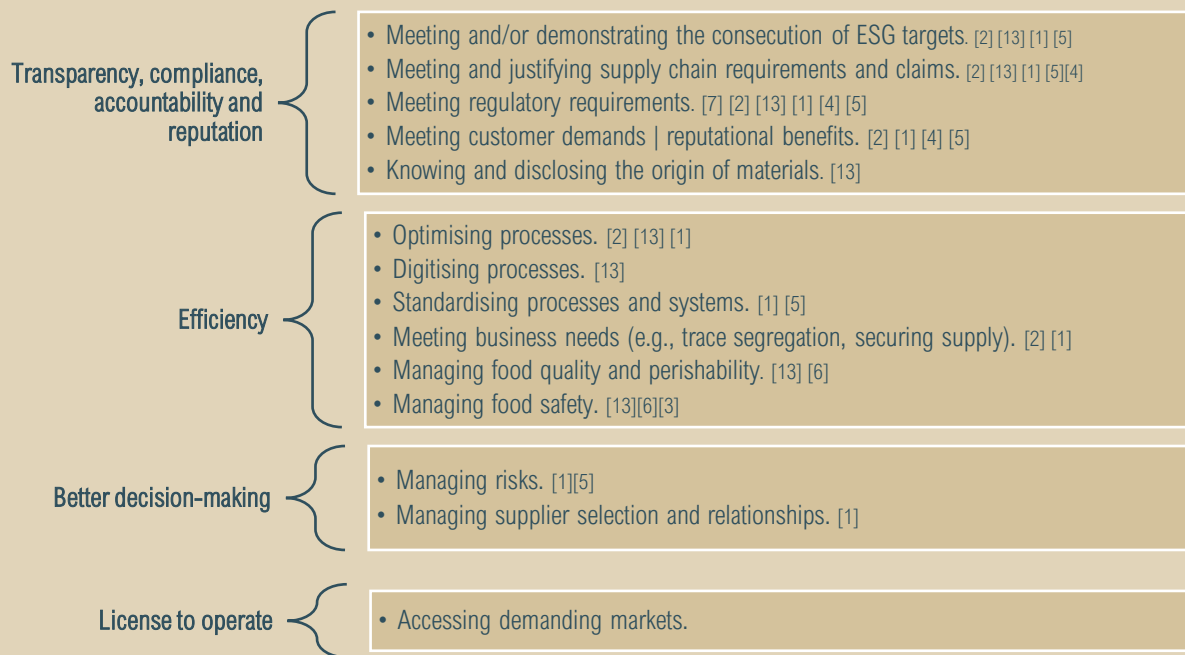 Transparency, compliance,
accountability and
reputation
• Meeting and/or demonstrating the consecution of ESG targets. [2] [13] [1] [5]
• Meeting and justifying supply chain requirements and claims. [2] [13] [1] [5][4]
• Meeting regulatory requirements. [7] [2] [13] [1] [4] [5]
• Meeting customer demands | reputational benefits. [2] [1] [4] [5]
• Knowing and disclosing the origin of materials. [13]
Efficiency
• Optimising processes. [2] [13] [1]
• Digitising processes. [13]
• Standardising processes and systems. [1] [5]
• Meeting business needs (e.g., trace segregation, securing supply). [2] [1]
• Managing food quality and perishability. [13] [6]
• Managing food safety. [13][6][3]
Better decision-making
• Managing risks. [1][5]
• Managing supplier selection and relationships. [1]
License to operate
• Accessing demanding markets.